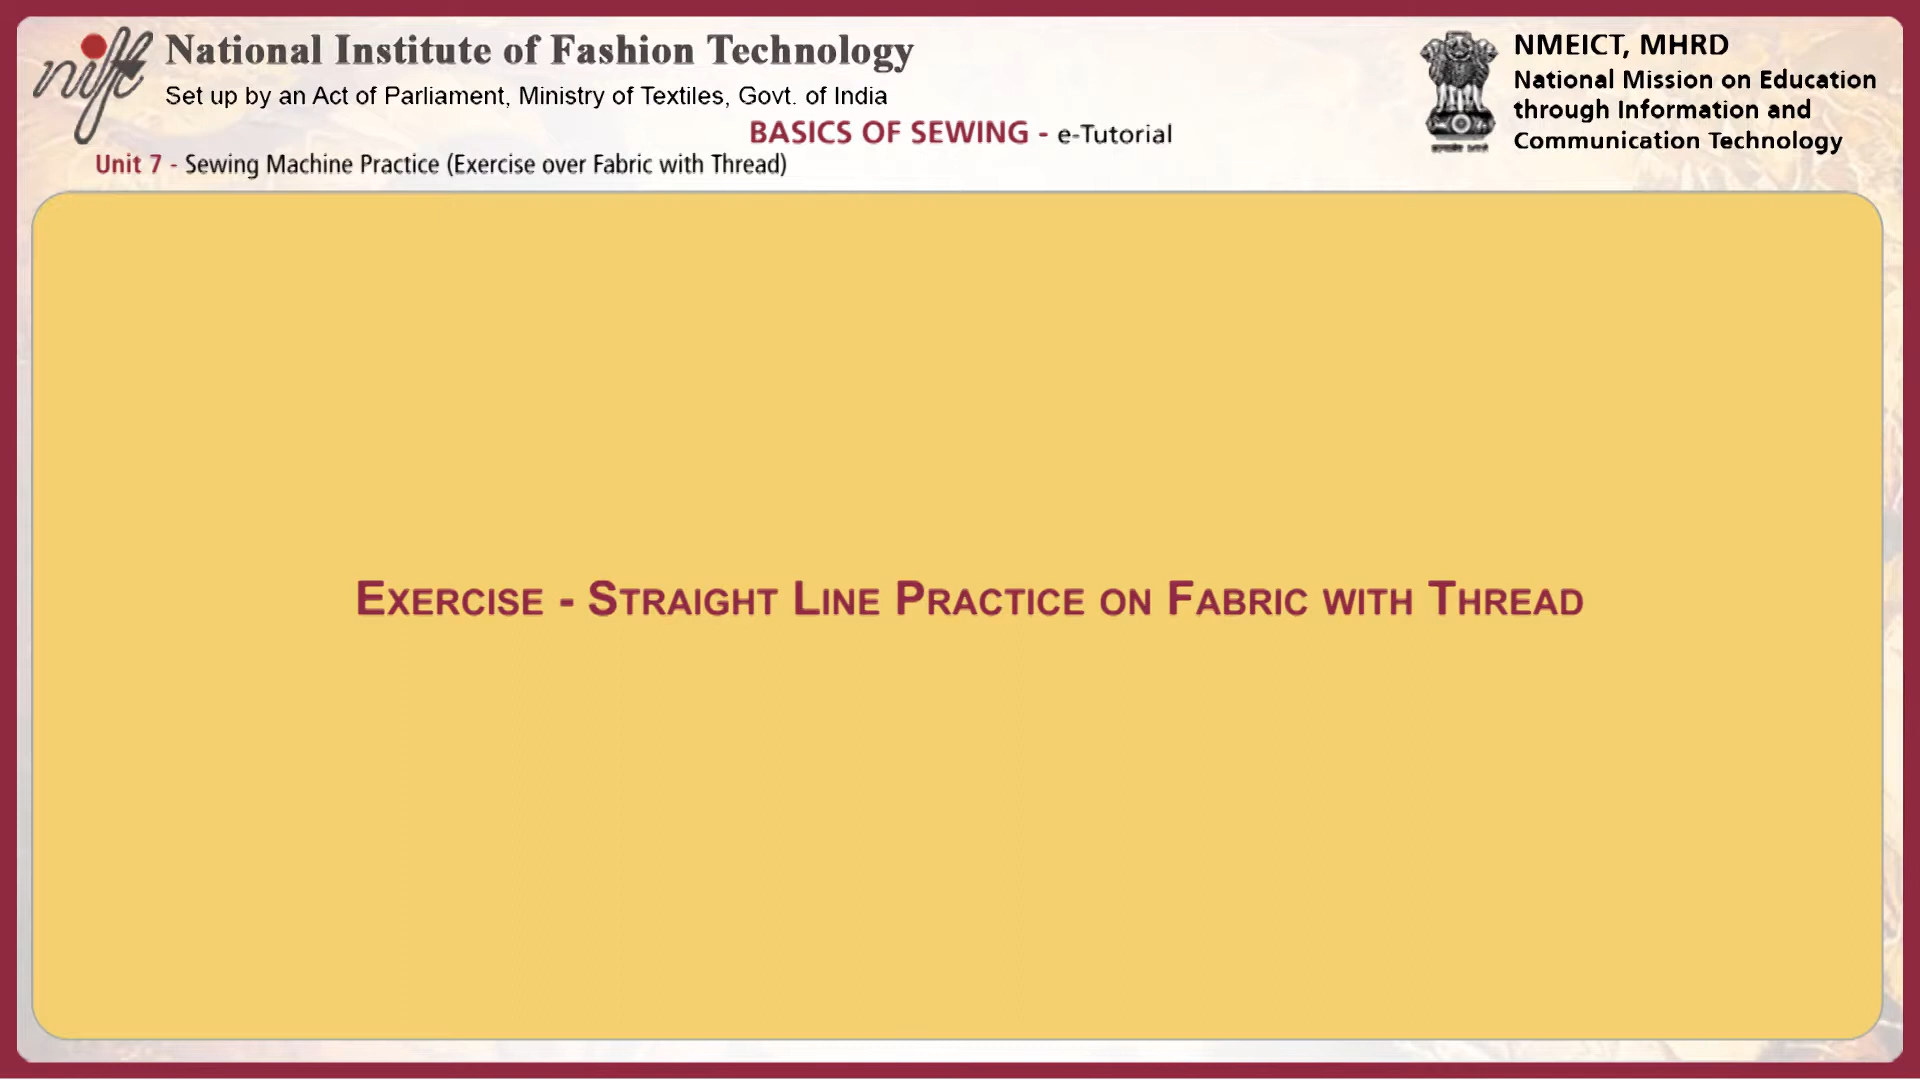 nift
National Institute of Fashion Technology
Set up by an Act of Parliament, Ministry of Textiles, Govt. of India
NMEICT, MHRD
National Mission on Education
through Information and
Communication Technology
BASICS OF SEWING - e-Tutorial
Unit 7 - Sewing Machine Practice (Exercise over Fabric with Thread)
EXERCISE - STRAIGHT LINE PRACTICE ON FABRIC WITH THREAD